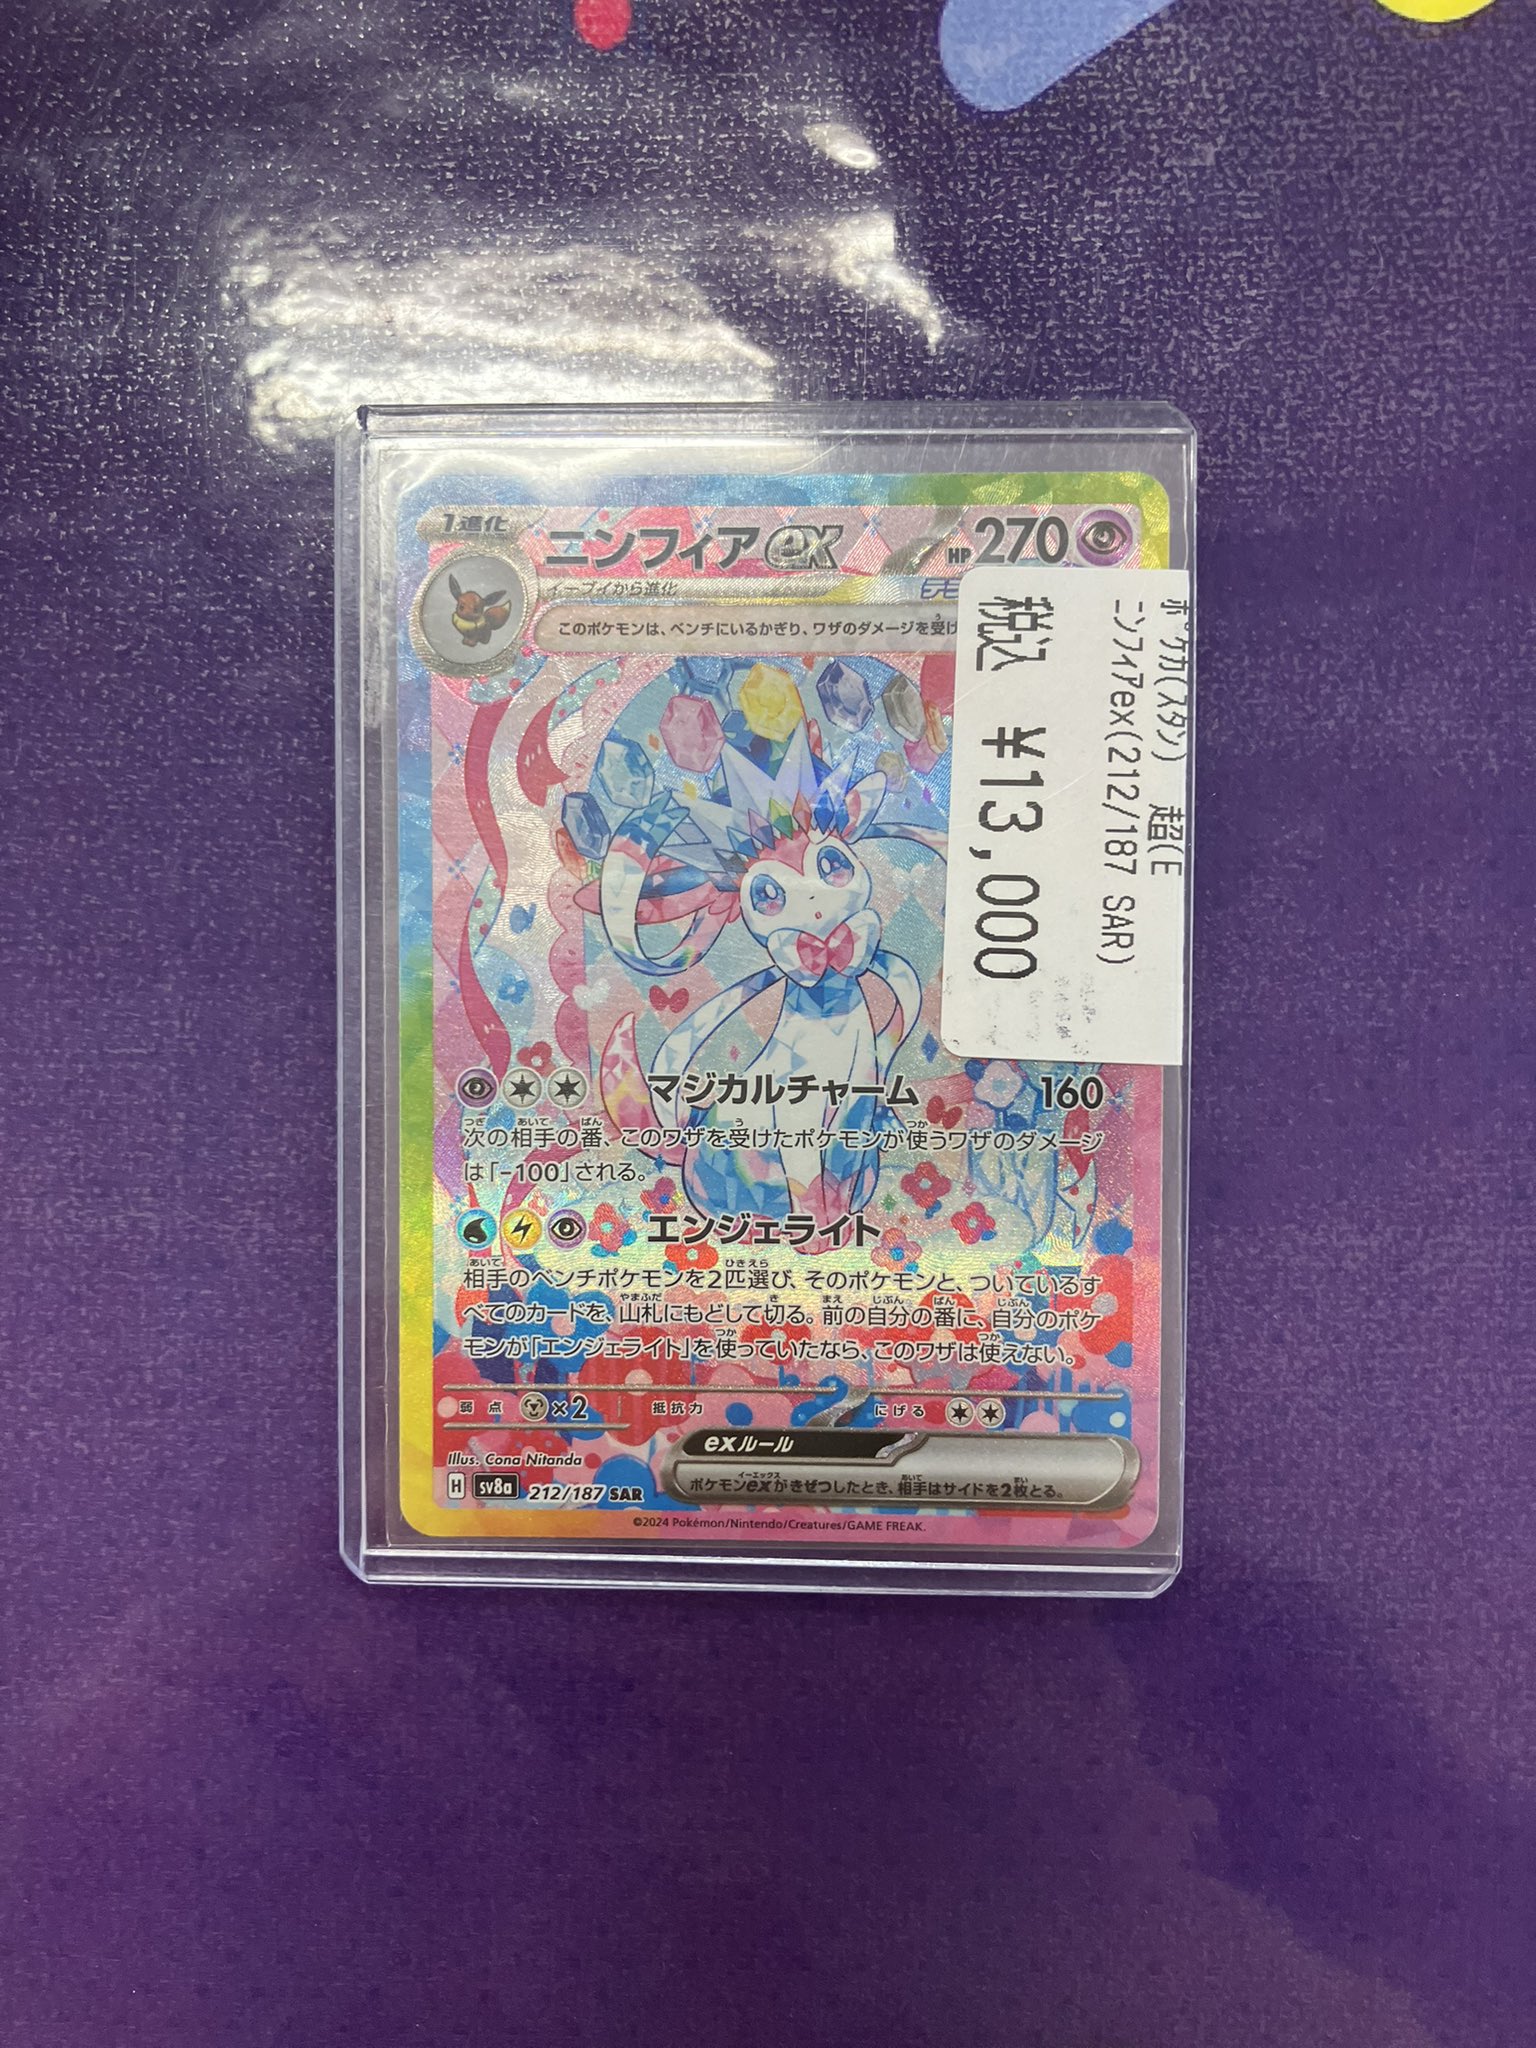 1進化
ニンフィアex
HP270
イーブイから進化
このポケモンは、ベンチにいるかぎり、ワザのダメージを受け
ポケカ(スタン) 超(E
ニンフィアex(212/187 SAR)
税込 ¥13,000
マジカルチャーム 160
次の相手の番、このワザを受けたポケモンが使うワザのダメージ
は「-100」される。
エンジェライト
相手のベンチポケモンを2匹選び、そのポケモンと、ついているす
べてのカードを、山札にもどして切る。前の自分の番に、自分のポケ
モンが「エンジェライト」を使っていたなら、このワザは使えない。
弱点 ×2 抵抗力 にげる
exルール
ポケモンexがきぜつしたとき、相手はサイドを2枚とる。
Illus. Cona Nitanda
H sv8a 212/187 SAR
©2024 Pokémon/Nintendo/Creatures/GAME FREAK.